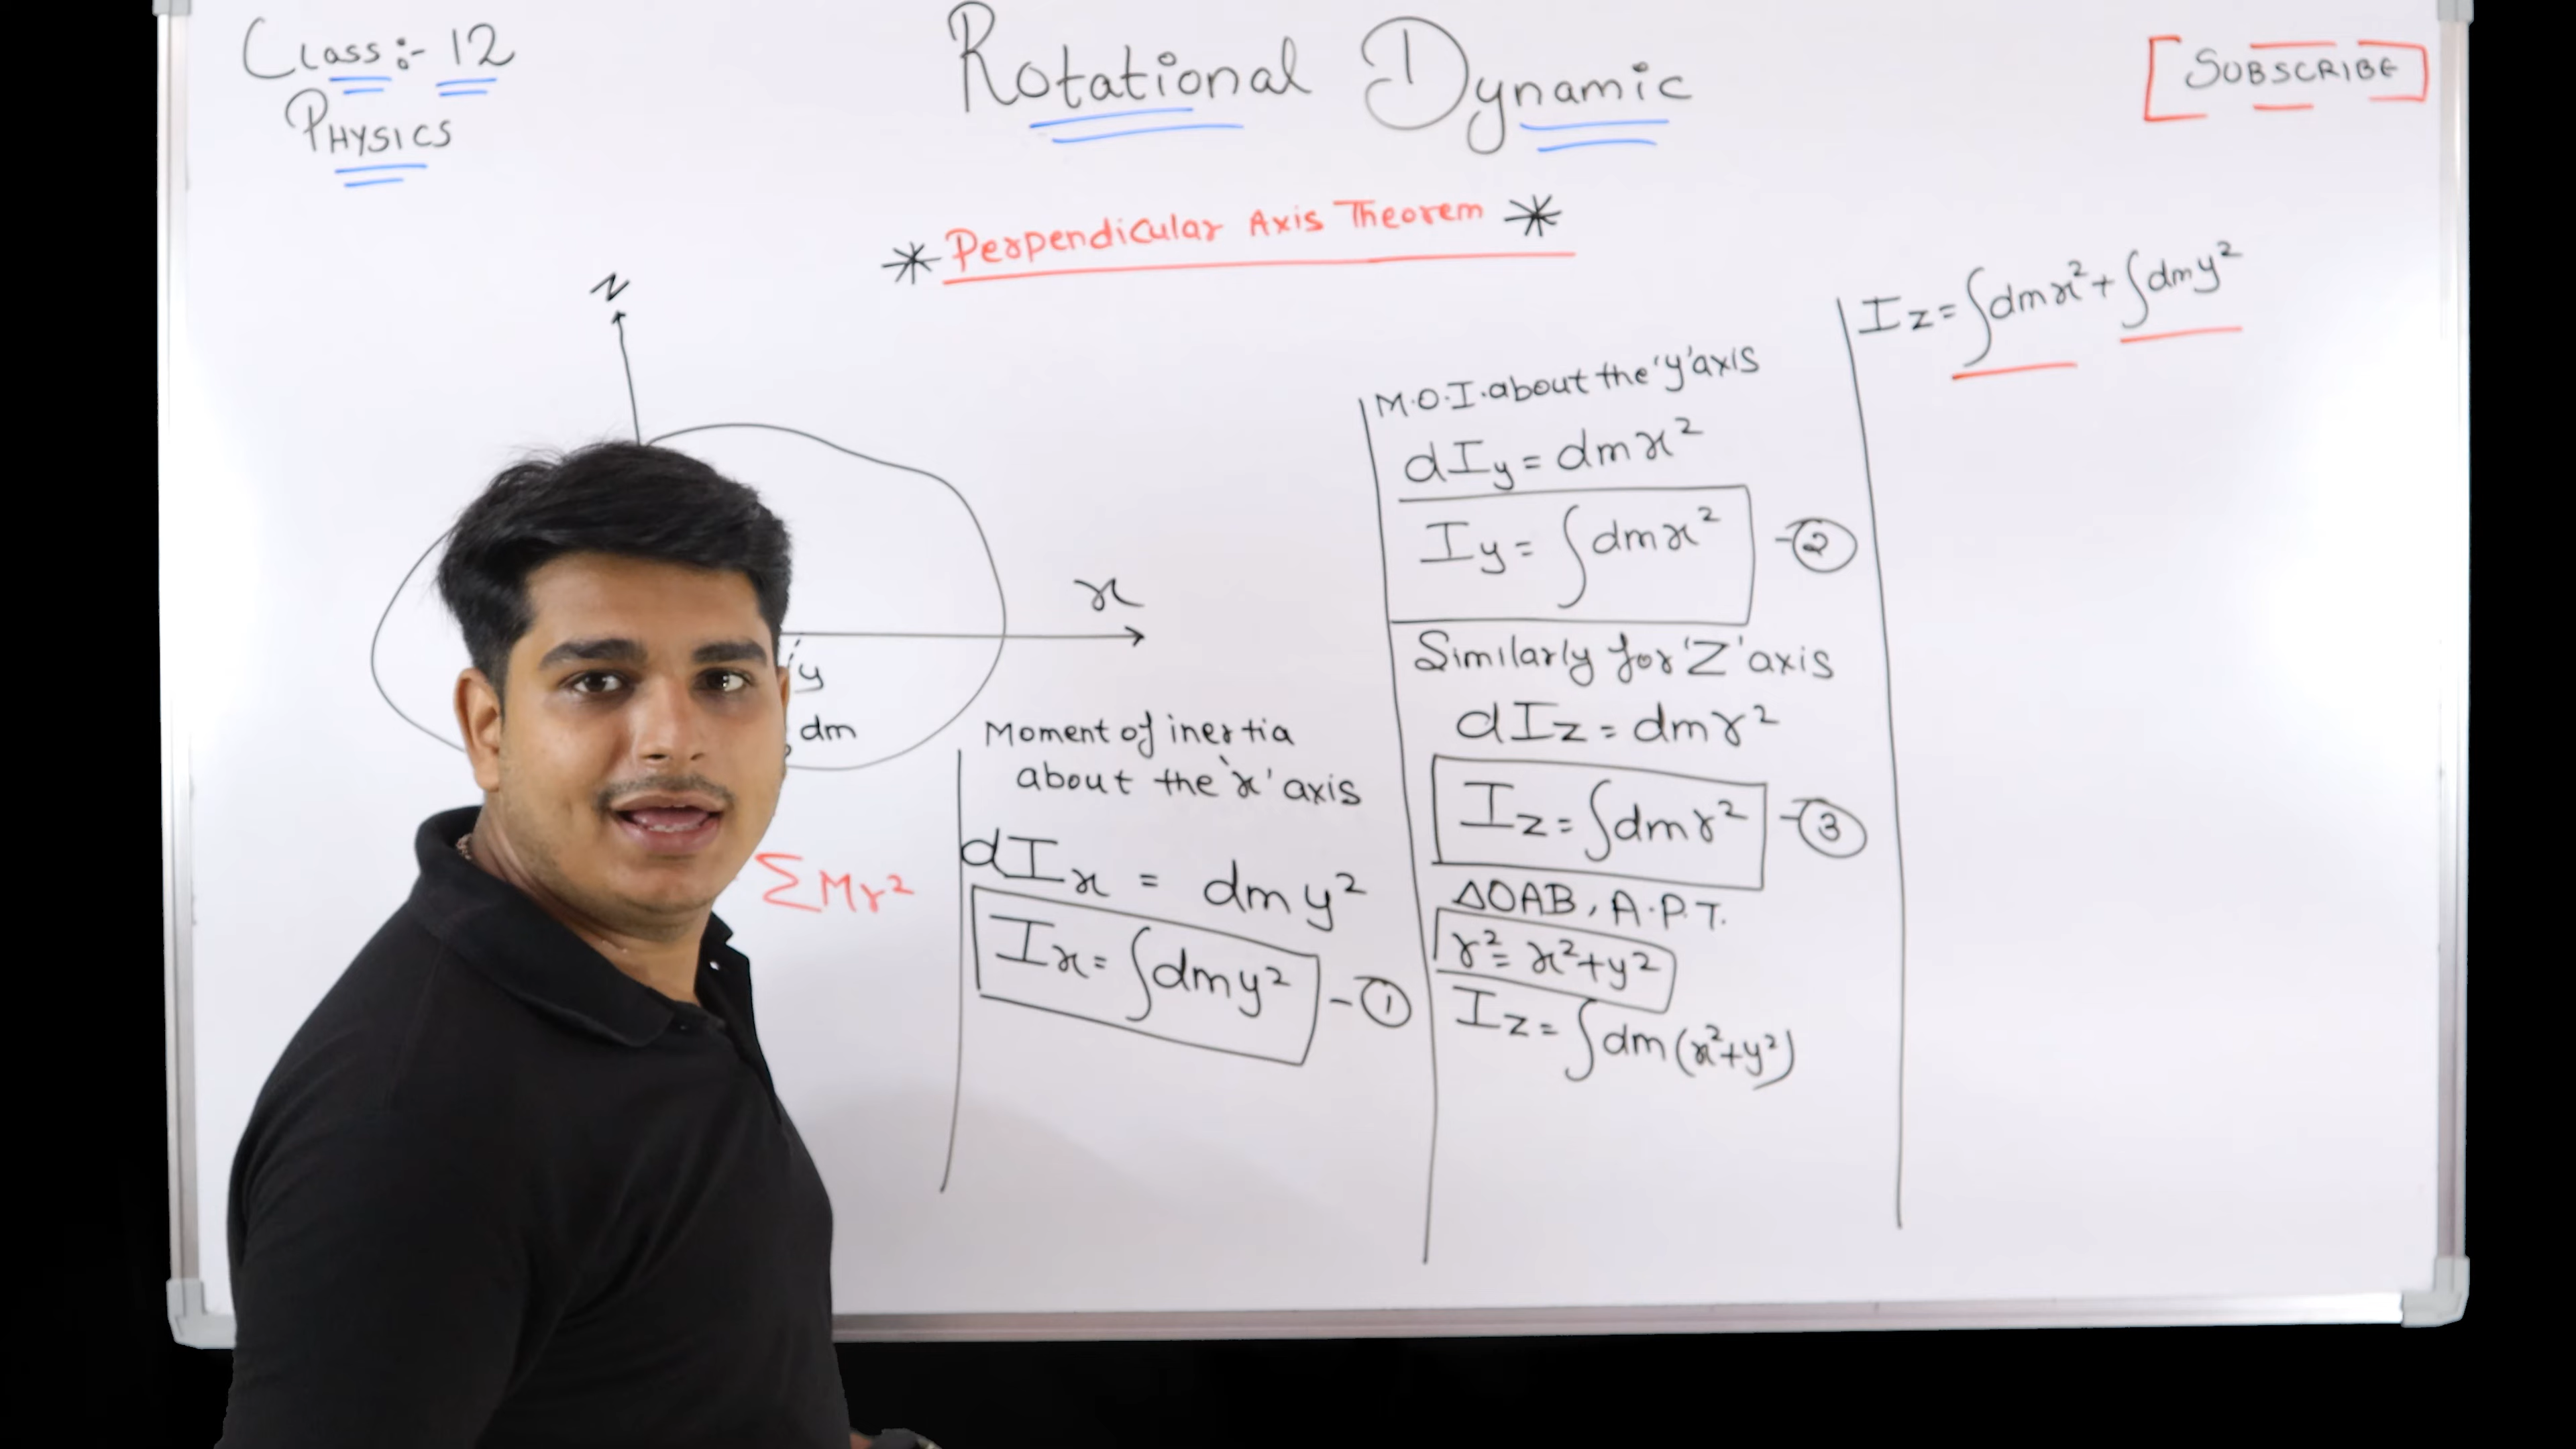 Class:- 12
PHYSICS
Rotational Dynamic
SUBSCRIBE
* Perpendicular Axis Theorem *
Z
x
y
dm
ΣMr²
Moment of inertia
about the 'x' axis
dIx = dmy²
Ix = ∫dmy² -①
M.O.I. about the 'y' axis
dIy = dmx²
Iy = ∫dmx² -②
Similarly for 'Z' axis
dIz = dmr²
Iz = ∫dmr² -③
ΔOAB, A.P.T.
r² = x²+y²
Iz = ∫dm(x²+y²)
Iz = ∫dmx² + ∫dmy²